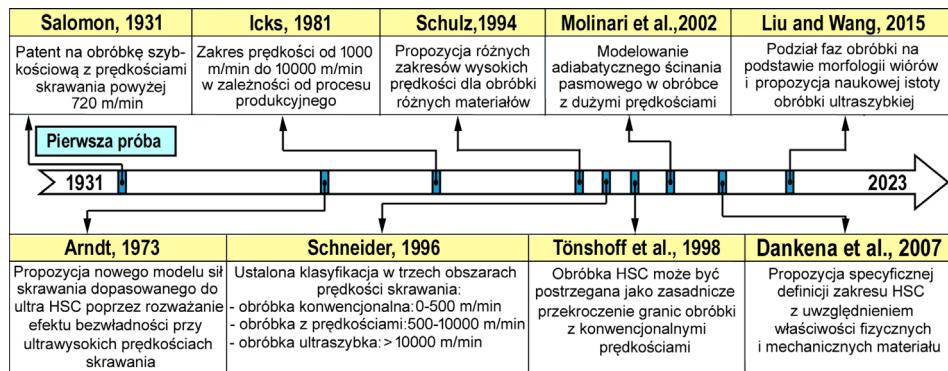 Salomon, 1931
Patent na obróbkę szyb-
kościową z prędkościami
skrawania powyżej
720 m/min
Icks, 1981
Zakres prędkości od 1000
m/min do 10000 m/min
w zależności od procesu
produkcyjnego
Schulz,1994
Propozycja różnych
zakresów wysokich
prędkości dla obróbki
różnych materiałów
Molinari et al.,2002
Modelowanie
adiabatycznego ścinania
pasmowego w obróbce
z dużymi prędkościami
Liu and Wang, 2015
Podział faz obróbki na
podstawie morfologii wiórów
i propozycja naukowej istoty
obróbki ultraszybkiej
Pierwsza próba
1931
2023
Arndt, 1973
Propozycja nowego modelu sił
skrawania dopasowanego do
ultra HSC poprzez rozważanie
efektu bezwładności przy
ultrawysokich prędkościach
skrawania
Schneider, 1996
Ustalona klasyfikacja w trzech obszarach
prędkości skrawania:
- obróbka konwencjonalna:0-500 m/min
- obróbka z prędkościami:500-10000 m/min
- obróbka ultraszybka:>10000 m/min
Tönshoff et al., 1998
Obróbka HSC może być
postrzegana jako zasadnicze
przekroczenie granic obróbki
z konwencjonalnymi
prędkościami
Dankena et al., 2007
Propozycja specyficznej
definicji zakresu HSC
z uwzględnieniem
właściwości fizycznych
i mechanicznych materiału